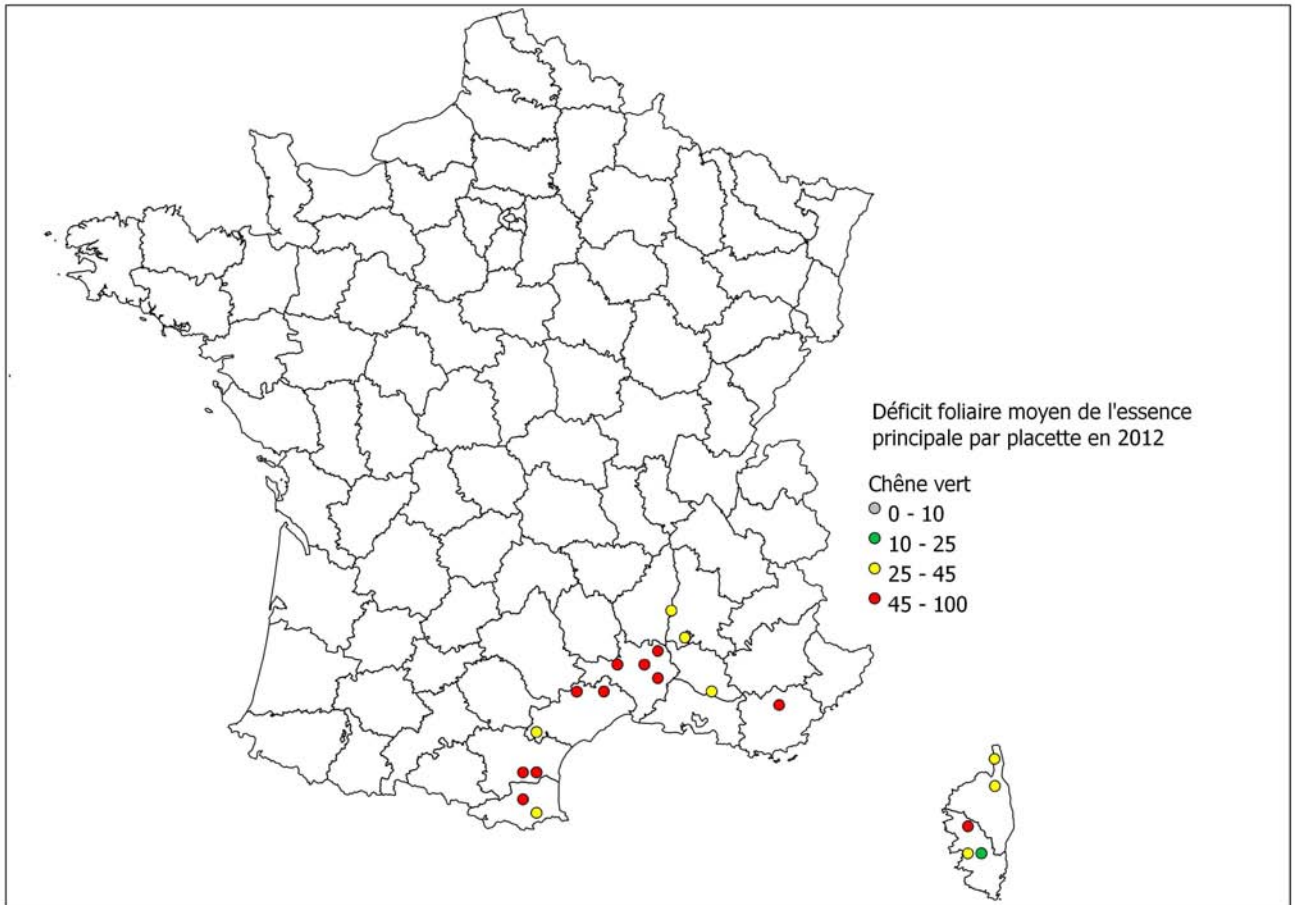 Déficit foliaire moyen de l'essence
principale par placette en 2012
Chêne vert
0 - 10
10 - 25
25 - 45
45 - 100